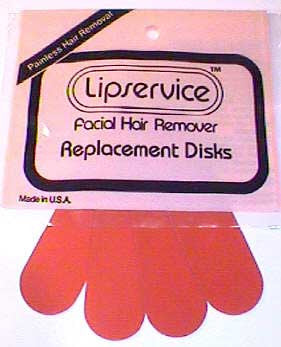 Painless Hair Removal
Lipservice™
Facial Hair Remover
Replacement Disks
Made in U.S.A.